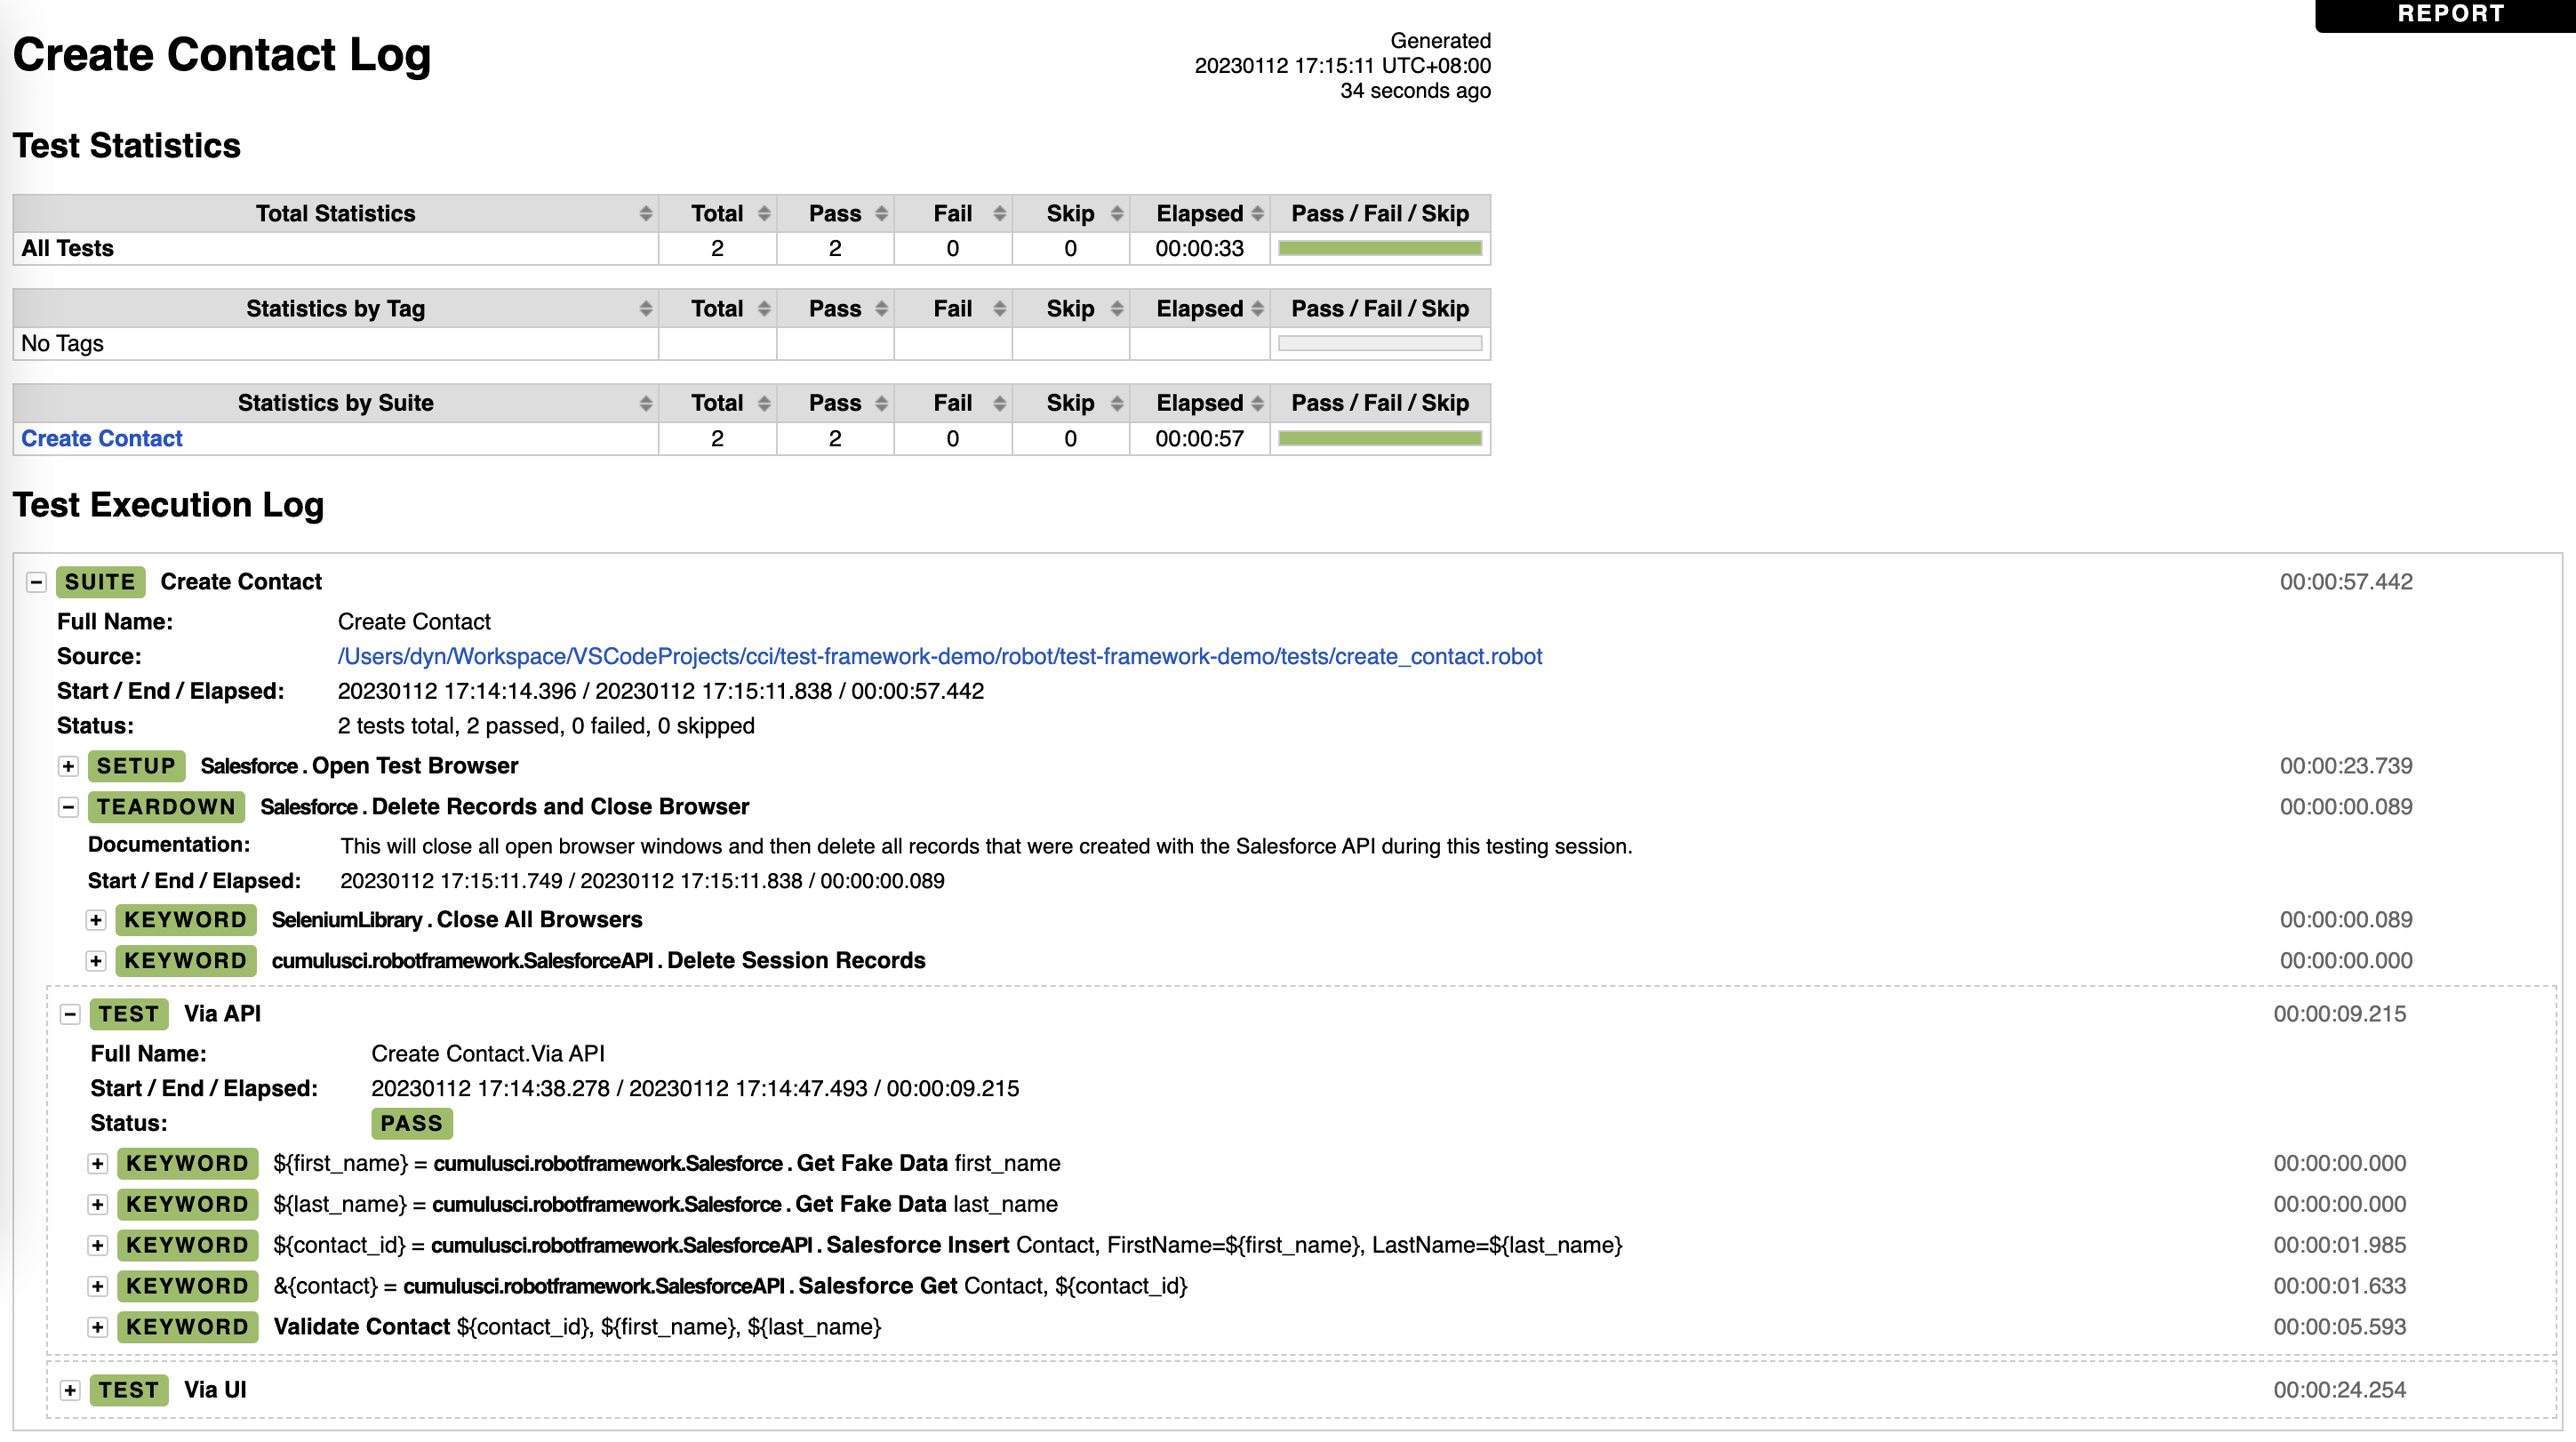 REPORT
Create Contact Log
Generated
20230112 17:15:11 UTC+08:00
34 seconds ago
Test Statistics
Total Statistics Total Pass Fail Skip Elapsed Pass / Fail / Skip
All Tests 2 2 0 0 00:00:33
Statistics by Tag Total Pass Fail Skip Elapsed Pass / Fail / Skip
No Tags
Statistics by Suite Total Pass Fail Skip Elapsed Pass / Fail / Skip
Create Contact 2 2 0 0 00:00:57
Test Execution Log
SUITE Create Contact 00:00:57.442
Full Name: Create Contact
Source: /Users/dyn/Workspace/VSCodeProjects/cci/test-framework-demo/robot/test-framework-demo/tests/create_contact.robot
Start / End / Elapsed: 20230112 17:14:14.396 / 20230112 17:15:11.838 / 00:00:57.442
Status: 2 tests total, 2 passed, 0 failed, 0 skipped
SETUP Salesforce . Open Test Browser 00:00:23.739
TEARDOWN Salesforce . Delete Records and Close Browser 00:00:00.089
Documentation: This will close all open browser windows and then delete all records that were created with the Salesforce API during this testing session.
Start / End / Elapsed: 20230112 17:15:11.749 / 20230112 17:15:11.838 / 00:00:00.089
KEYWORD SeleniumLibrary . Close All Browsers 00:00:00.089
KEYWORD cumulusci.robotframework.SalesforceAPI . Delete Session Records 00:00:00.000
TEST Via API 00:00:09.215
Full Name: Create Contact.Via API
Start / End / Elapsed: 20230112 17:14:38.278 / 20230112 17:14:47.493 / 00:00:09.215
Status: PASS
KEYWORD ${first_name} = cumulusci.robotframework.Salesforce . Get Fake Data first_name 00:00:00.000
KEYWORD ${last_name} = cumulusci.robotframework.Salesforce . Get Fake Data last_name 00:00:00.000
KEYWORD ${contact_id} = cumulusci.robotframework.SalesforceAPI . Salesforce Insert Contact, FirstName=${first_name}, LastName=${last_name} 00:00:01.985
KEYWORD &{contact} = cumulusci.robotframework.SalesforceAPI . Salesforce Get Contact, ${contact_id} 00:00:01.633
KEYWORD Validate Contact ${contact_id}, ${first_name}, ${last_name} 00:00:05.593
TEST Via UI 00:00:24.254